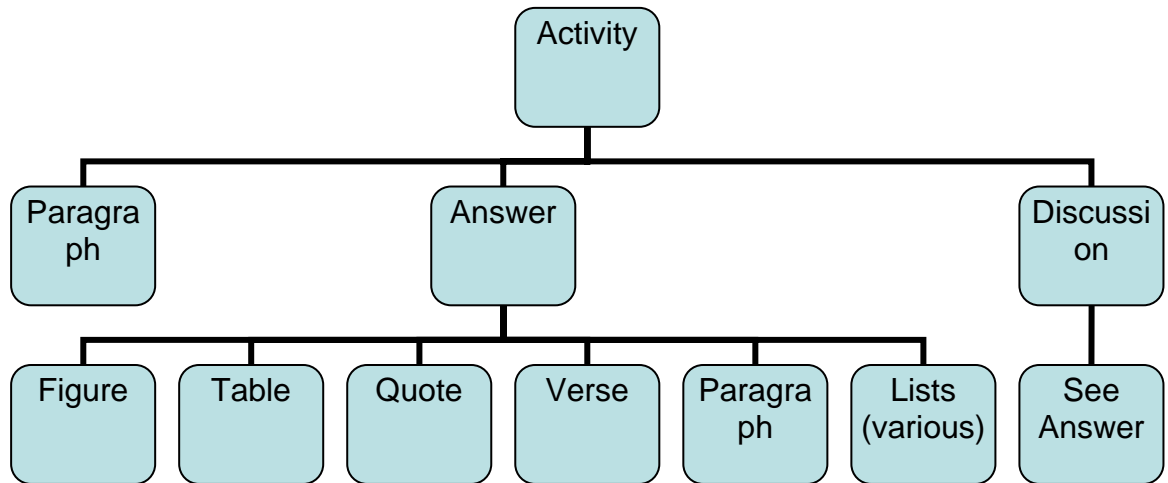 Activity
Paragra
ph
Answer
Discussi
on
Figure
Table
Quote
Verse
Paragra
ph
Lists
(various)
See
Answer